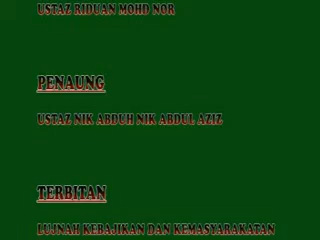 USTAZ RIDUAN MOHD NOR
PENAUNG
USTAZ NIK ABDUH NIK ABDUL AZIZ
TERBITAN
LUJNAH KEBAJIKAN DAN KEMASYARAKATAN